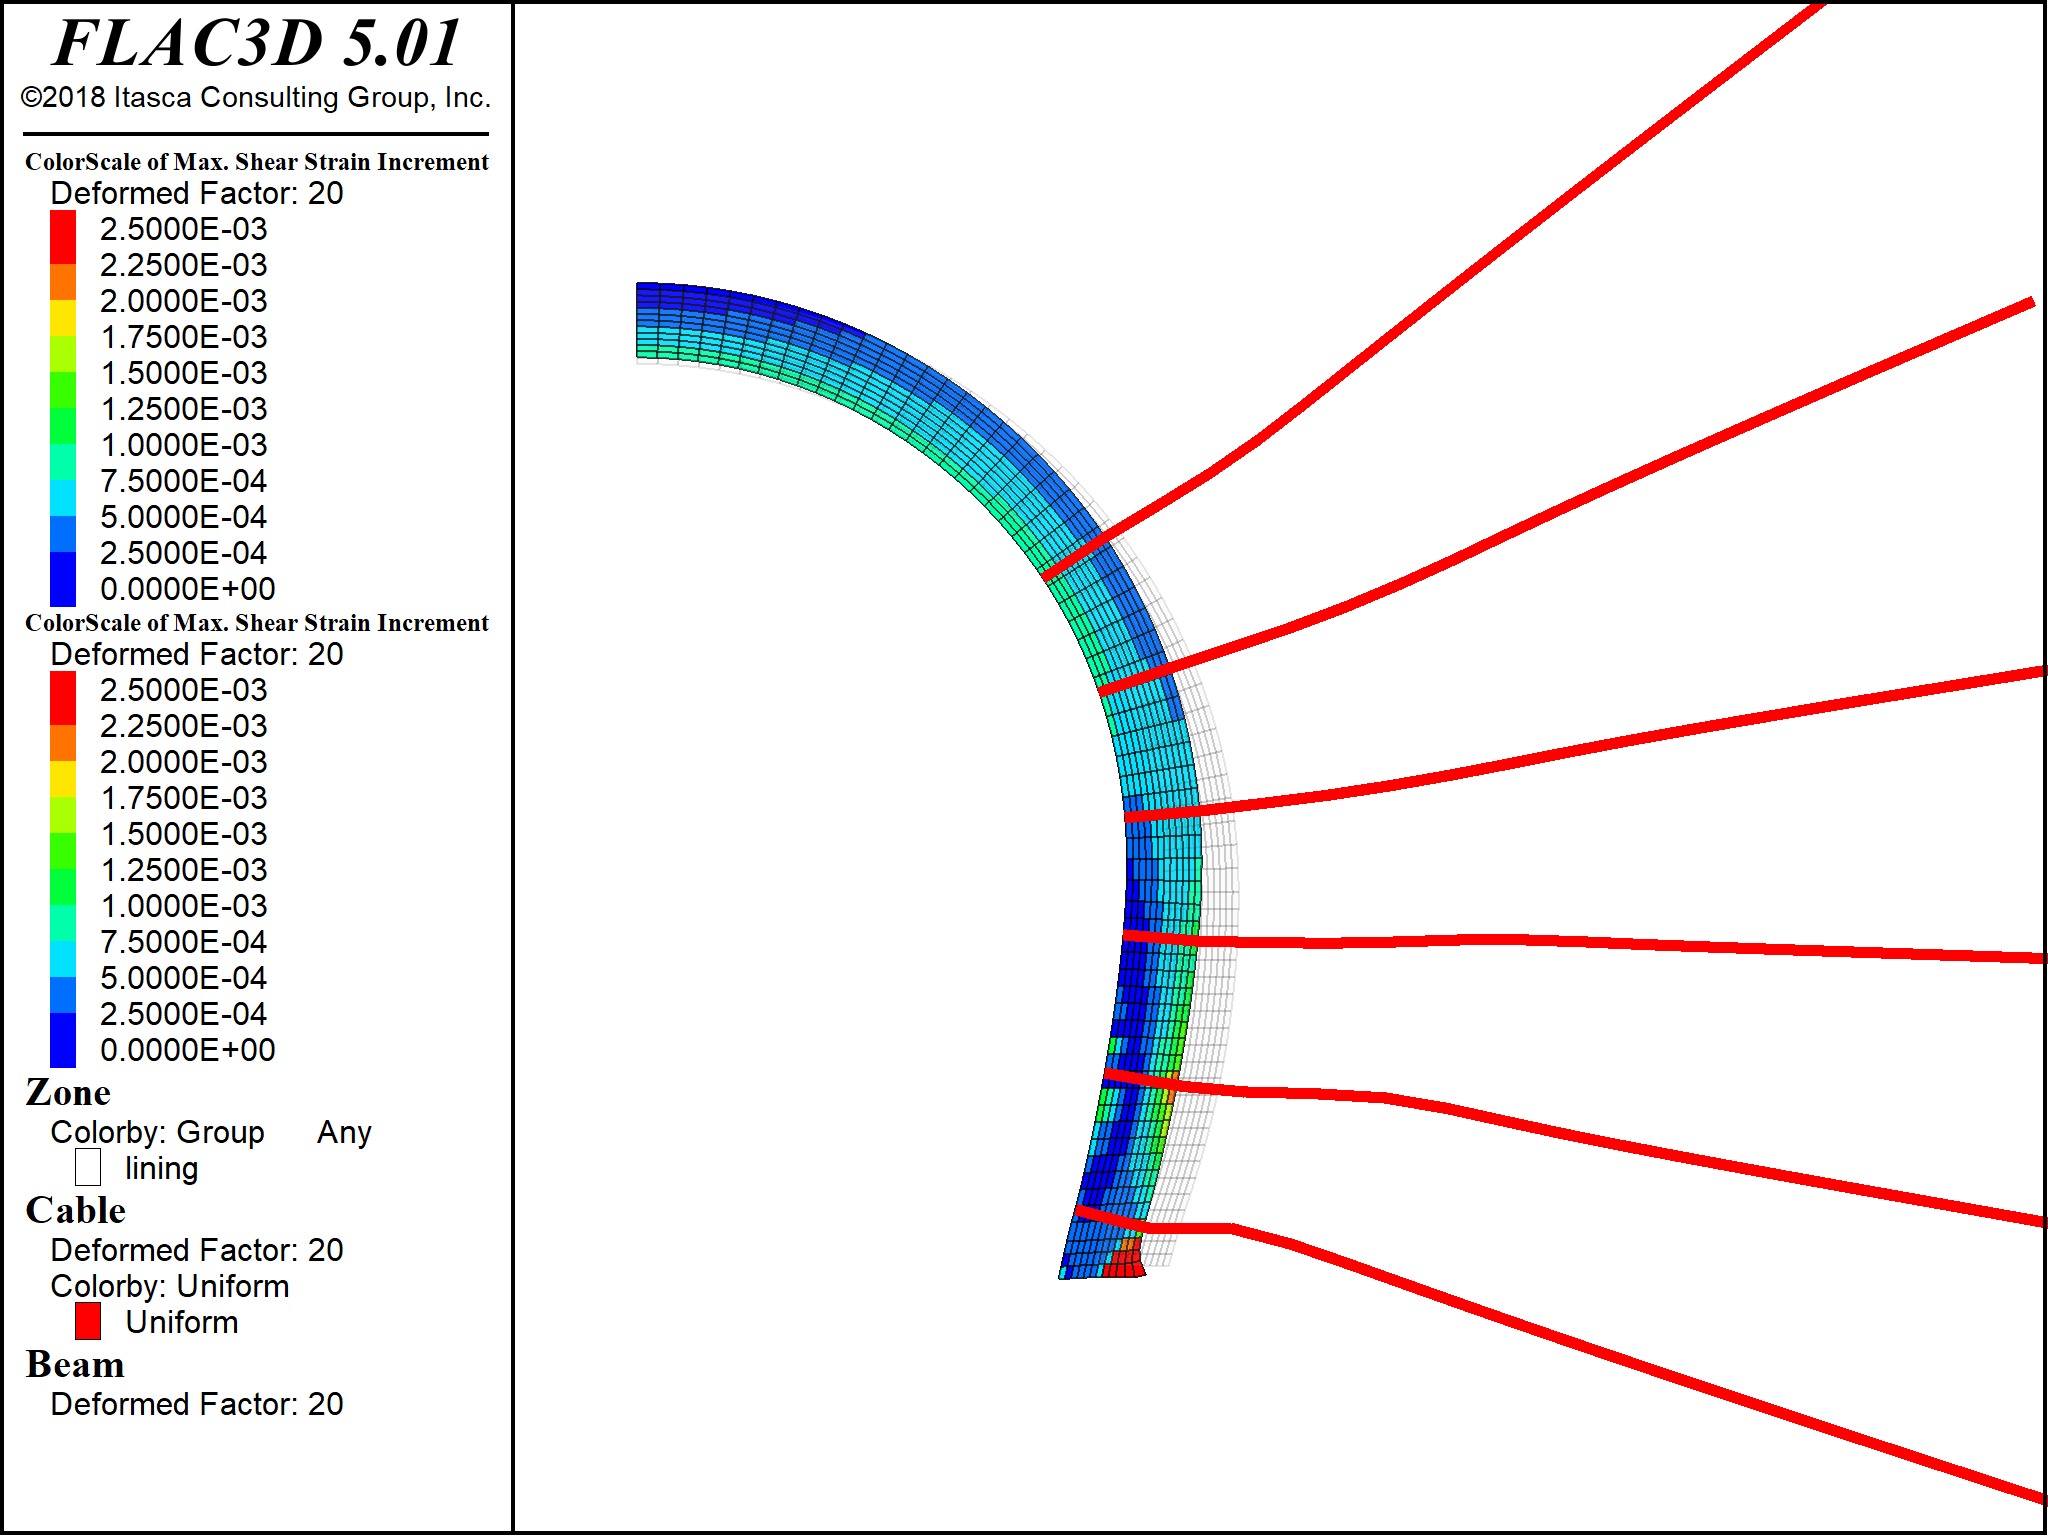 FLAC3D 5.01
©2018 Itasca Consulting Group, Inc.
ColorScale of Max. Shear Strain Increment
Deformed Factor: 20
2.5000E-03
2.2500E-03
2.0000E-03
1.7500E-03
1.5000E-03
1.2500E-03
1.0000E-03
7.5000E-04
5.0000E-04
2.5000E-04
0.0000E+00
ColorScale of Max. Shear Strain Increment
Deformed Factor: 20
2.5000E-03
2.2500E-03
2.0000E-03
1.7500E-03
1.5000E-03
1.2500E-03
1.0000E-03
7.5000E-04
5.0000E-04
2.5000E-04
0.0000E+00
Zone
Colorby: Group Any
lining
Cable
Deformed Factor: 20
Colorby: Uniform
Uniform
Beam
Deformed Factor: 20